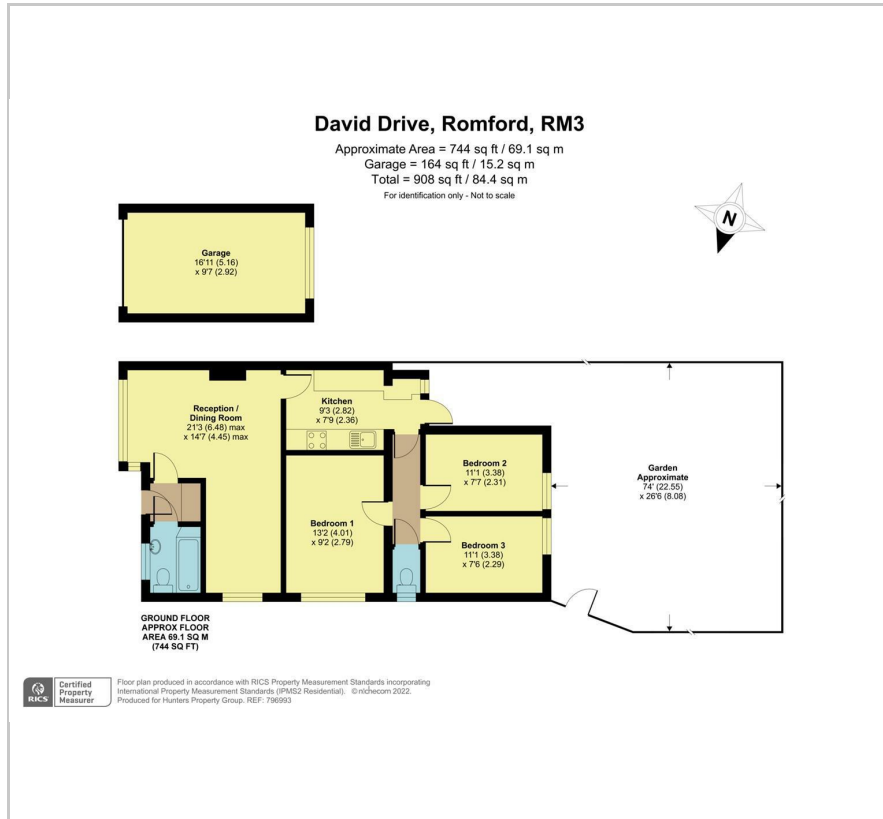 David Drive, Romford, RM3
Approximate Area = 744 sq ft / 69.1 sq m
Garage = 164 sq ft / 15.2 sq m
Total = 908 sq ft / 84.4 sq m
For identification only - Not to scale
N
Garage
16'11 (5.16)
x 9'7 (2.92)
Reception /
Dining Room
21'3 (6.48) max
x 14'7 (4.45) max
Kitchen
9'3 (2.82)
x 7'9 (2.36)
Bedroom 1
13'2 (4.01)
x 9'2 (2.79)
Bedroom 2
11'1 (3.38)
x 7'7 (2.31)
Bedroom 3
11'1 (3.38)
x 7'6 (2.29)
Garden
Approximate
74' (22.55)
x 26'6 (8.08)
GROUND FLOOR
APPROX FLOOR
AREA 69.1 SQ M
(744 SQ FT)
RICS
Certified
Property
Measurer
Floor plan produced in accordance with RICS Property Measurement Standards incorporating
International Property Measurement Standards (IPMS2 Residential). © nichecom 2022.
Produced for Hunters Property Group. REF: 796993